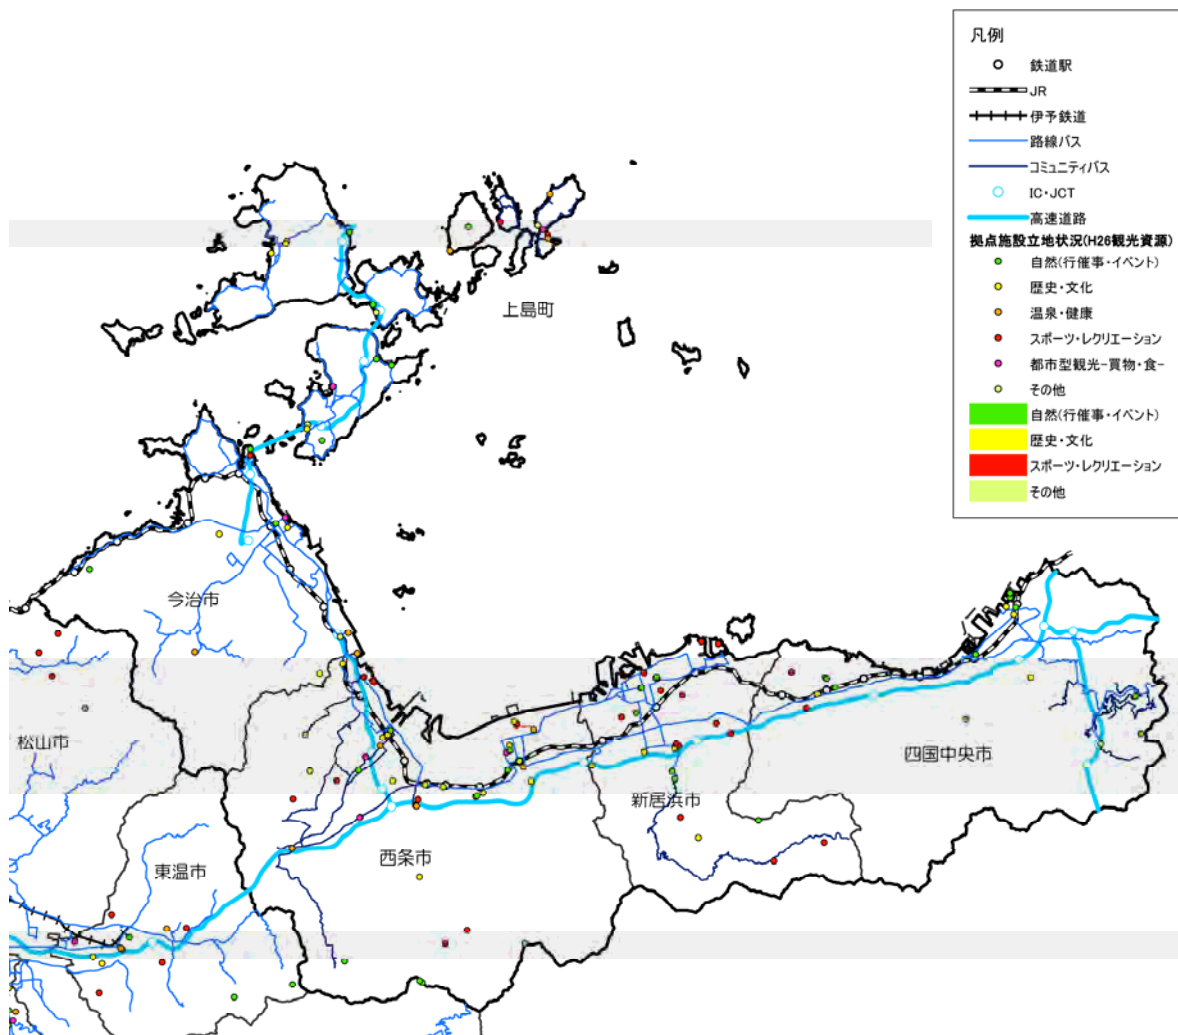 凡例
鉄道駅
JR
伊予鉄道
路線バス
コミュニティバス
IC・JCT
高速道路
拠点施設立地状況(H26観光資源)
自然(行催事・イベント)
歴史・文化
温泉・健康
スポーツ・レクリエーション
都市型観光-買物・食-
その他
自然(行催事・イベント)
歴史・文化
スポーツ・レクリエーション
その他
上島町
今治市
松山市
四国中央市
新居浜市
西条市
東温市